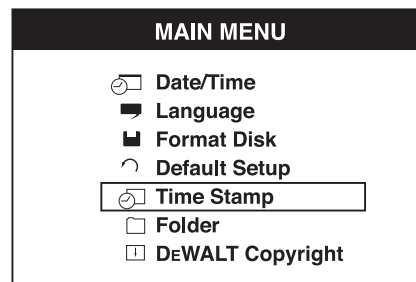 MAIN MENU
Date/Time
Language
Format Disk
Default Setup
Time Stamp
Folder
DEWALT Copyright